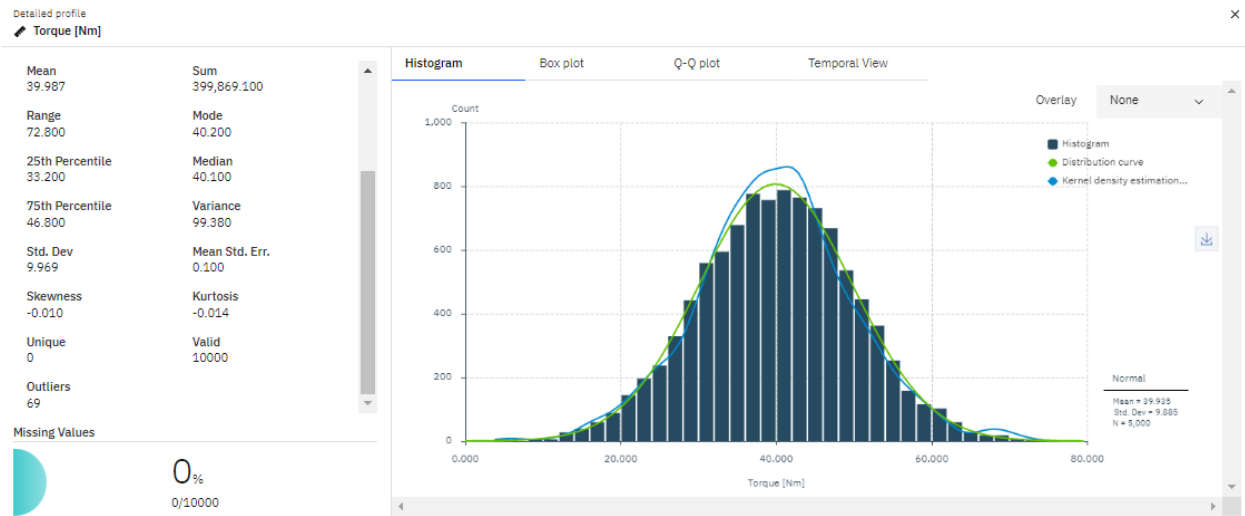 Detailed profile
Torque [Nm]
Mean
39.987
Sum
399,869.100
Range
72.800
Mode
40.200
25th Percentile
33.200
Median
40.100
75th Percentile
46.800
Variance
99.380
Std. Dev
9.969
Mean Std. Err.
0.100
Skewness
-0.010
Kurtosis
-0.014
Unique
0
Valid
10000
Outliers
69
Missing Values
0%
0/10000
Histogram Box plot Q-Q plot Temporal View
Overlay None
Count
1,000
800
600
400
200
0
0.000 20.000 40.000 60.000 80.000
Torque [Nm]
Histogram
Distribution curve
Kernel density estimation...
Normal
Mean = 39.935
Std. Dev = 9.885
N = 5,000